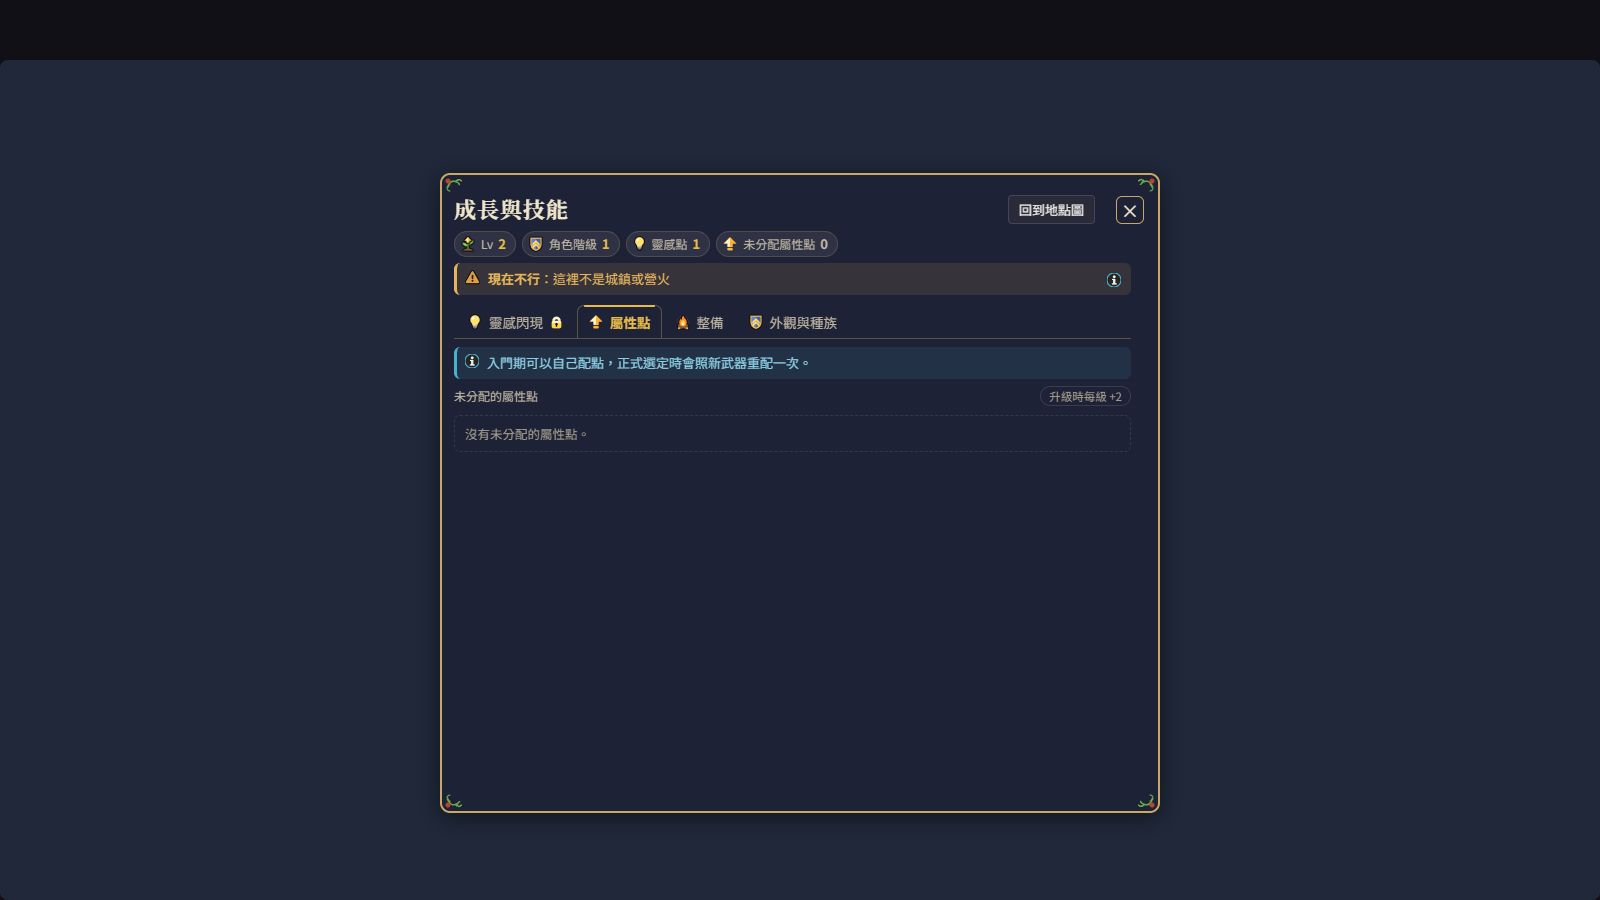 成長與技能
回到地點圖
Lv 2 角色階級 1 靈感點 1 未分配屬性點 0
現在不行：這裡不是城鎮或營火
靈感閃現 屬性點 整備 外觀與種族
入門期可以自己配點，正式選定時會照新武器重配一次。
未分配的屬性點
升級時每級 +2
沒有未分配的屬性點。